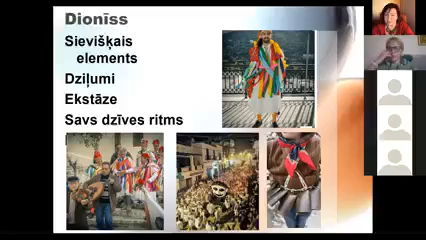 Dionīss
Sievišķais
elements
Dziļumi
Ekstāze
Savs dzīves ritms